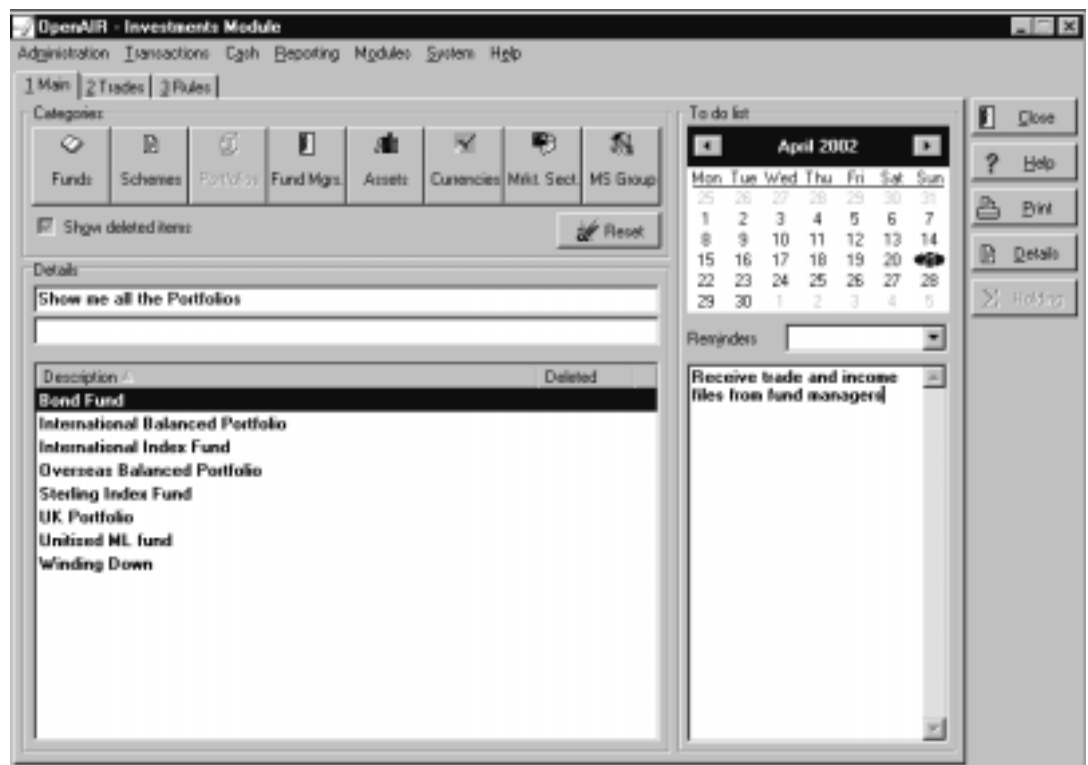 OpenAIR - Investments Module
Administration Transactions Cash Reporting Modules System Help
1 Main 2 Trades 3 Rules
Categories
Funds Schemes Portfolios Fund Mgrs. Assets Currencies Mrkt. Sect. MS Group
Show deleted items
Reset
Details
Show me all the Portfolios
Description Deleted
Bond Fund
International Balanced Portfolio
International Index Fund
Overseas Balanced Portfolio
Sterling Index Fund
UK Portfolio
Unitised ML fund
Winding Down
To do list
April 2002
Mon Tue Wed Thu Fri Sat Sun
25 26 27 28 29 30 31
1 2 3 4 5 6 7
8 9 10 11 12 13 14
15 16 17 18 19 20
22 23 24 25 26 27 28
29 30 1 2 3 4 5
Reminders
Receive trade and income
files from fund managers
Close
Help
Print
Details
Holding